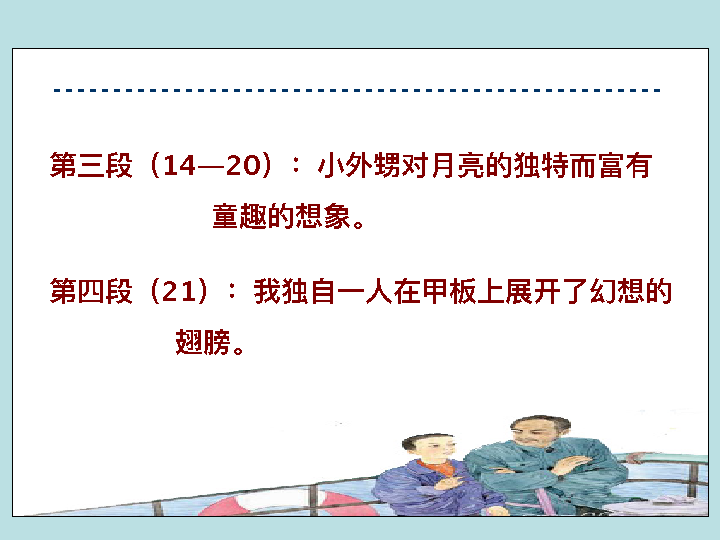 第三段（14—20）：小外甥对月亮的独特而富有
童趣的想象。
第四段（21）：我独自一人在甲板上展开了幻想的
翅膀。